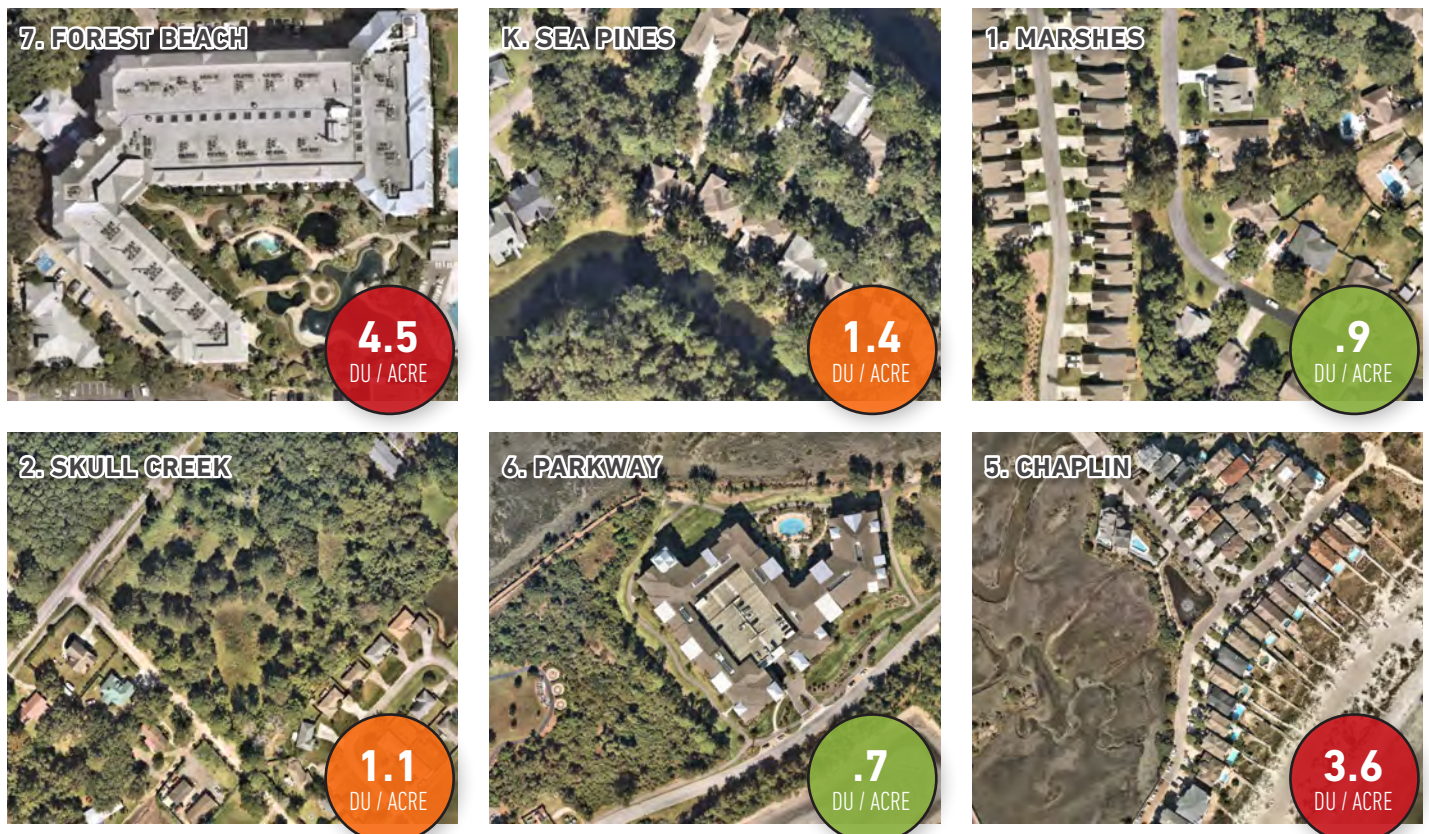 7. FOREST BEACH
4.5
DU / ACRE
K. SEA PINES
1.4
DU / ACRE
1. MARSHES
.9
DU / ACRE
2. SKULL CREEK
1.1
DU / ACRE
6. PARKWAY
.7
DU / ACRE
5. CHAPLIN
3.6
DU / ACRE